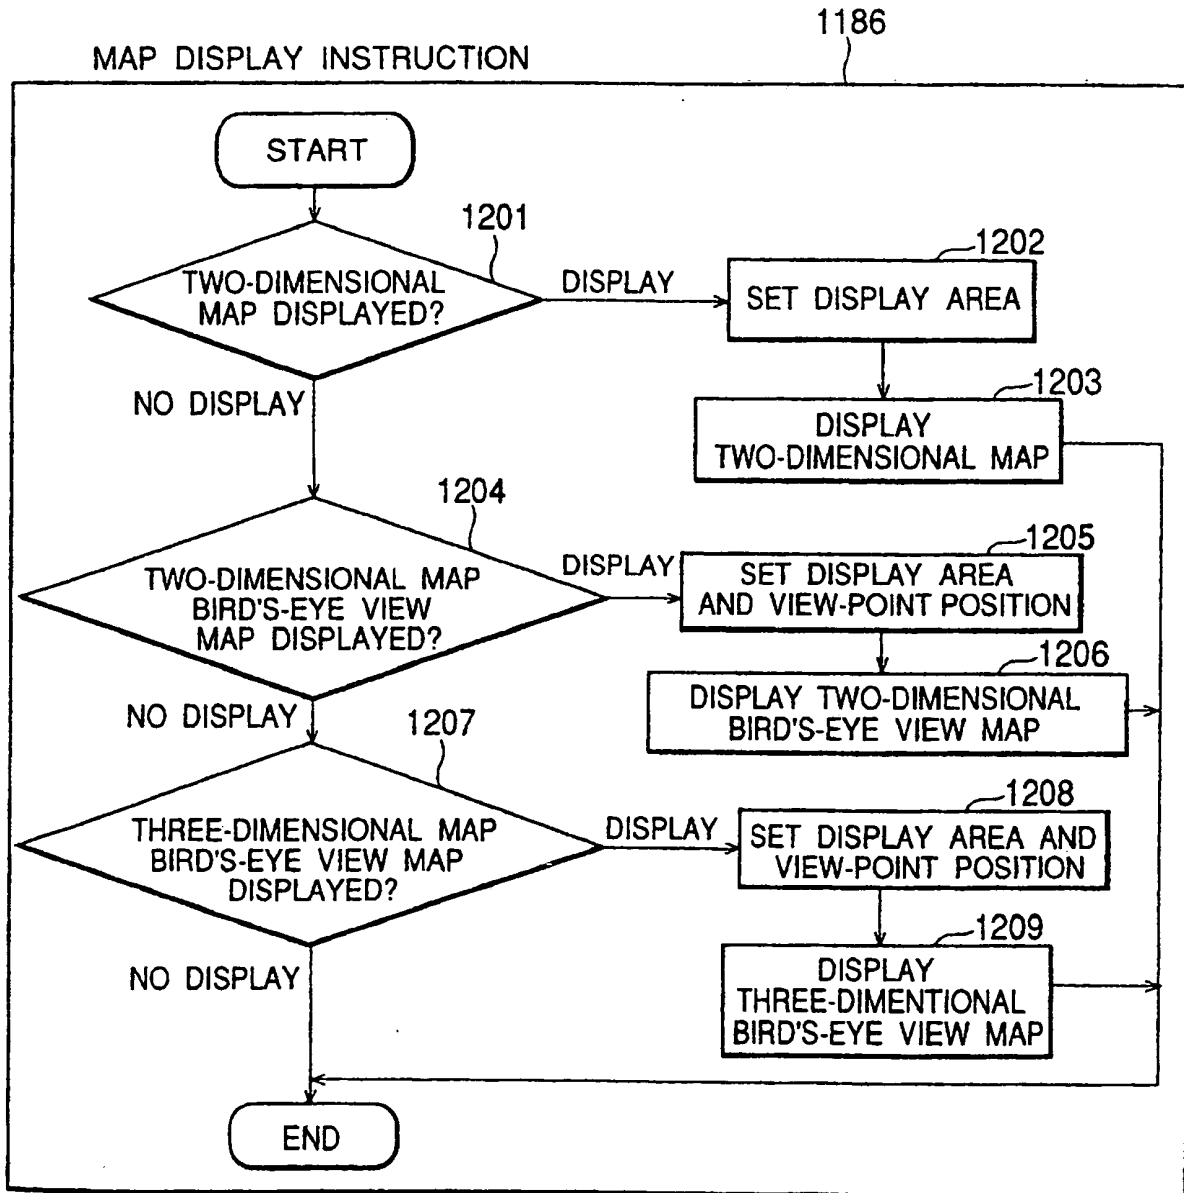 1186
MAP DISPLAY INSTRUCTION
START
1201
TWO-DIMENSIONAL
MAP DISPLAYED?
DISPLAY
1202
SET DISPLAY AREA
NO DISPLAY
1203
DISPLAY
TWO-DIMENSIONAL MAP
1204
TWO-DIMENSIONAL MAP
BIRD'S-EYE VIEW
MAP DISPLAYED?
DISPLAY
1205
SET DISPLAY AREA
AND VIEW-POINT POSITION
1206
DISPLAY TWO-DIMENSIONAL
BIRD'S-EYE VIEW MAP
NO DISPLAY
1207
THREE-DIMENSIONAL MAP
BIRD'S-EYE VIEW MAP
DISPLAYED?
DISPLAY
1208
SET DISPLAY AREA AND
VIEW-POINT POSITION
1209
DISPLAY
THREE-DIMENTIONAL
BIRD'S-EYE VIEW MAP
NO DISPLAY
END